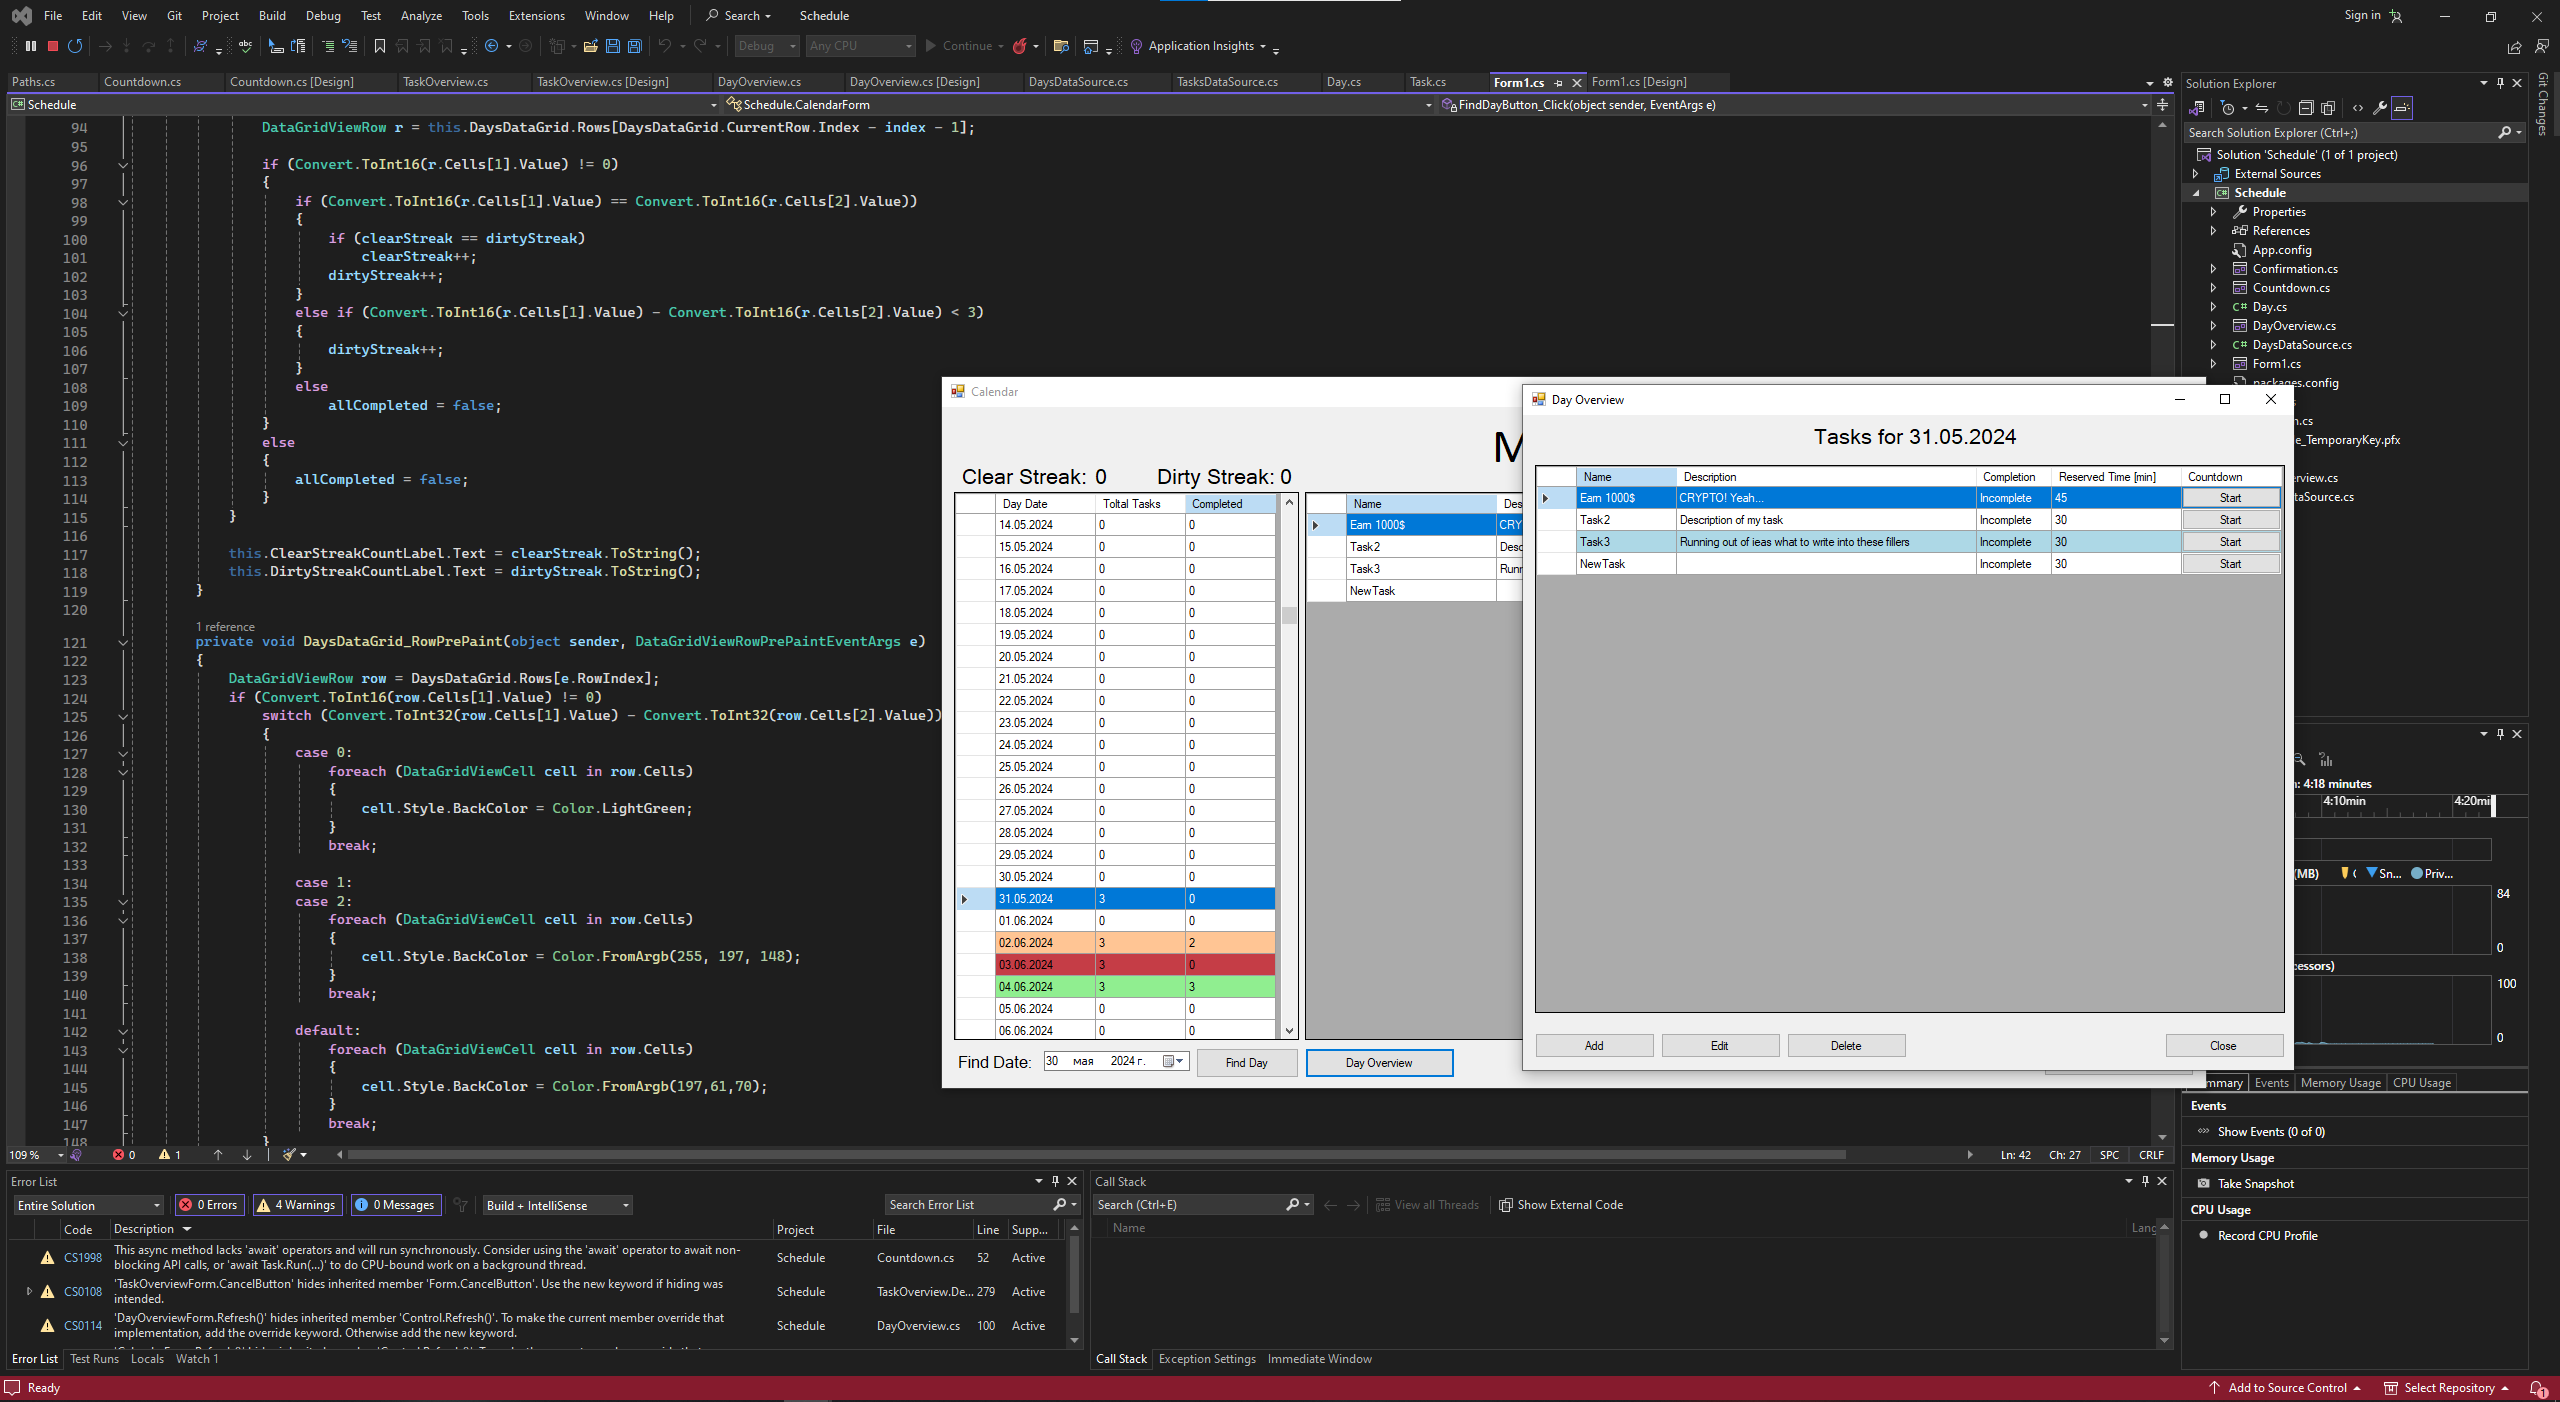 File Edit View Git Project Build Debug Test Analyze Tools Extensions Window Help Search Schedule Sign in
Debug Any CPU Continue Application Insights
Paths.cs Countdown.cs Countdown.cs [Design] TaskOverview.cs TaskOverview.cs [Design] DayOverview.cs DayOverview.cs [Design] DaysDataSource.cs TasksDataSource.cs Day.cs Task.cs Form1.cs Form1.cs [Design]
Schedule Schedule.CalendarForm FindDayButton_Click(object sender, EventArgs e)
94 DataGridViewRow r = this.DaysDataGrid.Rows[DaysDataGrid.CurrentRow.Index - index - 1];
95
96 if (Convert.ToInt16(r.Cells[1].Value) != 0)
97 {
98 if (Convert.ToInt16(r.Cells[1].Value) == Convert.ToInt16(r.Cells[2].Value))
99 {
100 if (clearStreak == dirtyStreak)
101 clearStreak++;
102 dirtyStreak++;
103 }
104 else if (Convert.ToInt16(r.Cells[1].Value) - Convert.ToInt16(r.Cells[2].Value) < 3)
105 {
106 dirtyStreak++;
107 }
108 else
109 allCompleted = false;
110 }
111 else
112 {
113 allCompleted = false;
114 }
115 }
116
117 this.ClearStreakCountLabel.Text = clearStreak.ToString();
118 this.DirtyStreakCountLabel.Text = dirtyStreak.ToString();
119 }
120
1 reference
121 private void DaysDataGrid_RowPrePaint(object sender, DataGridViewRowPrePaintEventArgs e)
122 {
123 DataGridViewRow row = DaysDataGrid.Rows[e.RowIndex];
124 if (Convert.ToInt16(row.Cells[1].Value) != 0)
125 switch (Convert.ToInt32(row.Cells[1].Value) - Convert.ToInt32(row.Cells[2].Value))
126 {
127 case 0:
128 foreach (DataGridViewCell cell in row.Cells)
129 {
130 cell.Style.BackColor = Color.LightGreen;
131 }
132 break;
133
134 case 1:
135 case 2:
136 foreach (DataGridViewCell cell in row.Cells)
137 {
138 cell.Style.BackColor = Color.FromArgb(255, 197, 148);
139 }
140 break;
141
142 default:
143 foreach (DataGridViewCell cell in row.Cells)
144 {
145 cell.Style.BackColor = Color.FromArgb(197,61,70);
146 }
147 break;
148 }
109 % 0 1 Ln: 42 Ch: 27 SPC CRLF
Calendar
M
Clear Streak: 0 Dirty Streak: 0
Day Date Toltal Tasks Completed
14.05.2024 0 0
15.05.2024 0 0
16.05.2024 0 0
17.05.2024 0 0
18.05.2024 0 0
19.05.2024 0 0
20.05.2024 0 0
21.05.2024 0 0
22.05.2024 0 0
23.05.2024 0 0
24.05.2024 0 0
25.05.2024 0 0
26.05.2024 0 0
27.05.2024 0 0
28.05.2024 0 0
29.05.2024 0 0
30.05.2024 0 0
31.05.2024 3 0
01.06.2024 0 0
02.06.2024 3 2
03.06.2024 3 0
04.06.2024 3 3
05.06.2024 0 0
06.06.2024 0 0
Name Des
Earn 1000$ CRY
Task2 Desc
Task3 Runn
NewTask
Find Date: 30 мая 2024 г. Find Day Day Overview
Day Overview
Tasks for 31.05.2024
Name Description Completion Reserved Time [min] Countdown
Earn 1000$ CRYPTO! Yeah... Incomplete 45 Start
Task2 Description of my task Incomplete 30 Start
Task3 Running out of ieas what to write into these fillers Incomplete 30 Start
NewTask Incomplete 30 Start
Add Edit Delete Close
Solution Explorer
Search Solution Explorer (Ctrl+;)
Solution 'Schedule' (1 of 1 project)
External Sources
Schedule
Properties
References
App.config
Confirmation.cs
Countdown.cs
Day.cs
DayOverview.cs
DaysDataSource.cs
Form1.cs
packages.config
n.cs
e_TemporaryKey.pfx
rview.cs
taSource.cs
Git Changes
n: 4:18 minutes
4:10min 4:20mi
(MB) Sn... Priv...
84
0
cessors)
100
0
mmary Events Memory Usage CPU Usage
Events
Show Events (0 of 0)
Memory Usage
Take Snapshot
CPU Usage
Record CPU Profile
Error List
Entire Solution 0 Errors 4 Warnings 0 Messages Build + IntelliSense Search Error List
Code Description Project File Line Supp...
CS1998 This async method lacks 'await' operators and will run synchronously. Consider using the 'await' operator to await non-
blocking API calls, or 'await Task.Run(...)' to do CPU-bound work on a background thread. Schedule Countdown.cs 52 Active
CS0108 'TaskOverviewForm.CancelButton' hides inherited member 'Form.CancelButton'. Use the new keyword if hiding was
intended. Schedule TaskOverview.De... 279 Active
CS0114 'DayOverviewForm.Refresh()' hides inherited member 'Control.Refresh()'. To make the current member override that
implementation, add the override keyword. Otherwise add the new keyword. Schedule DayOverview.cs 100 Active
Error List Test Runs Locals Watch 1
Call Stack
Search (Ctrl+E) View all Threads Show External Code
Name Lang
Call Stack Exception Settings Immediate Window
Ready Add to Source Control Select Repository 1